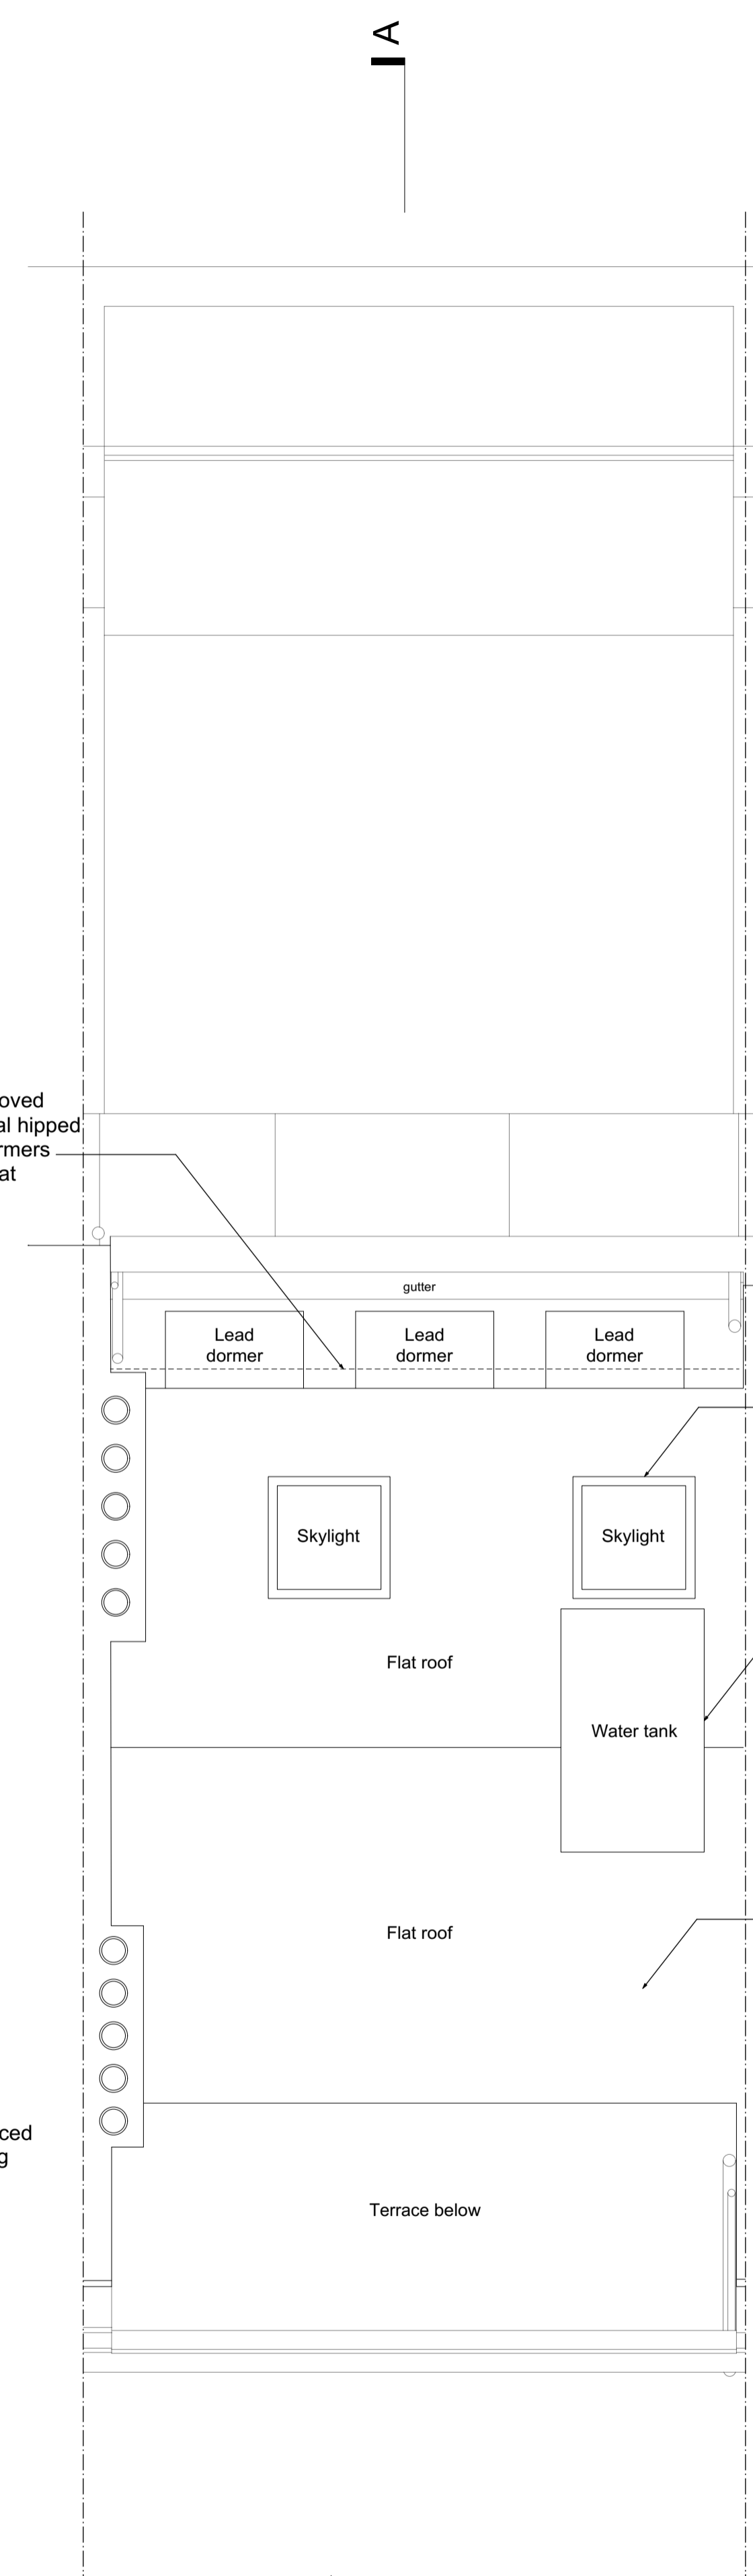 A
oved
al hipped
rmers
at
gutter
Lead
dormer
Lead
dormer
Lead
dormer
Skylight
Skylight
Flat roof
Water tank
Flat roof
ced
g
Terrace below